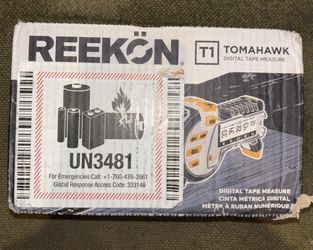 REEKÖN
T1
TOMAHAWK
DIGITAL TAPE MEASURE
UN3481
For Emergencies Call: +1-760-476-3961
Global Response Access Code: 333146
DIGITAL TAPE MEASURE
CINTA MÉTRICA DIGITAL
MÈTRE À RUBAN NUMÉRIQUE